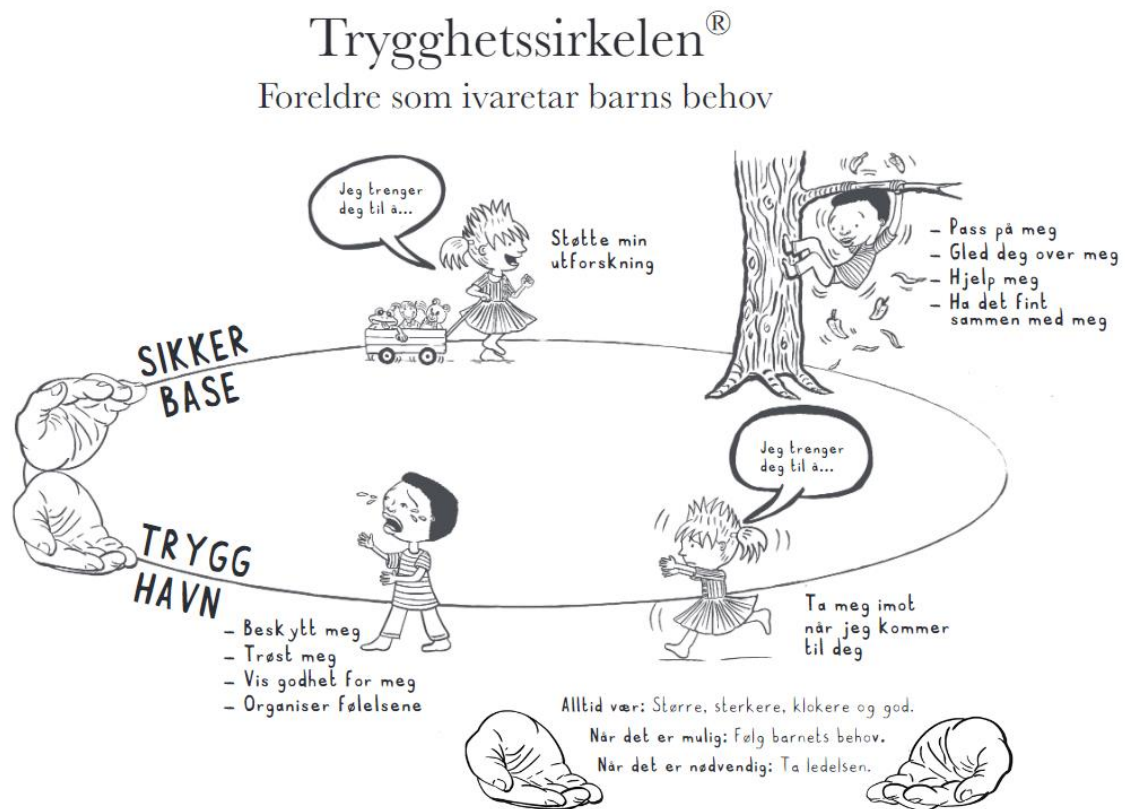 Trygghetssirkelen®
Foreldre som ivaretar barns behov
Jeg trenger
deg til å...
Støtte min
utforskning
– Pass på meg
– Gled deg over meg
– Hjelp meg
– Ha det fint
sammen med meg
SIKKER
BASE
Jeg trenger
deg til å...
TRYGG
HAVN
Ta meg imot
når jeg kommer
til deg
– Beskytt meg
– Trøst meg
– Vis godhet for meg
– Organiser følelsene
Alltid vær: Større, sterkere, klokere og god.
Når det er mulig: Følg barnets behov.
Når det er nødvendig: Ta ledelsen.